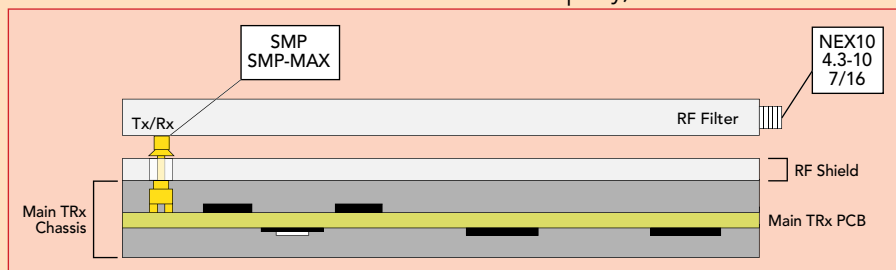 SMP
SMP-MAX
NEX10
4.3-10
7/16
Tx/Rx
RF Filter
RF Shield
Main TRx
Chassis
Main TRx PCB